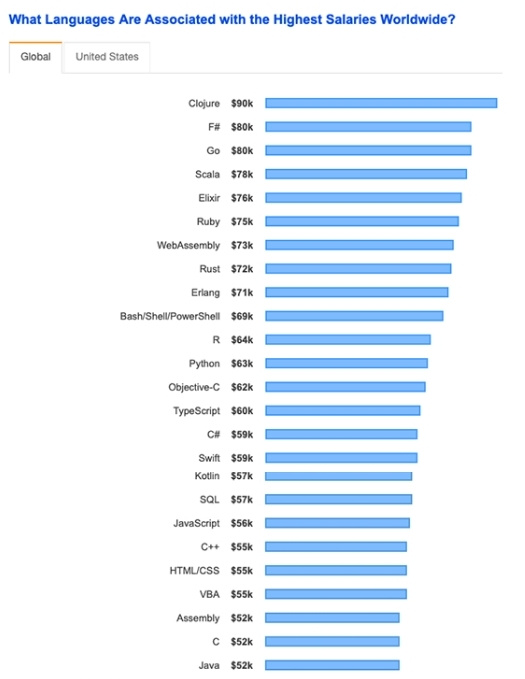 What Languages Are Associated with the Highest Salaries Worldwide?
Global United States
Clojure $90k
F# $80k
Go $80k
Scala $78k
Elixir $76k
Ruby $75k
WebAssembly $73k
Rust $72k
Erlang $71k
Bash/Shell/PowerShell $69k
R $64k
Python $63k
Objective-C $62k
TypeScript $60k
C# $59k
Swift $59k
Kotlin $57k
SQL $57k
JavaScript $56k
C++ $55k
HTML/CSS $55k
VBA $55k
Assembly $52k
C $52k
Java $52k